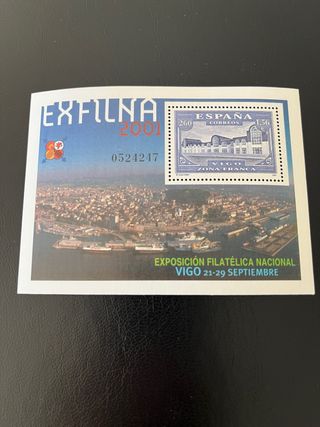 EXFILNA
2001
0524247
ESPAÑA
260 CORREOS 1,56
VIGO
ZONA FRANCA
EXPOSICIÓN FILATÉLICA NACIONAL
VIGO 21-29 SEPTIEMBRE